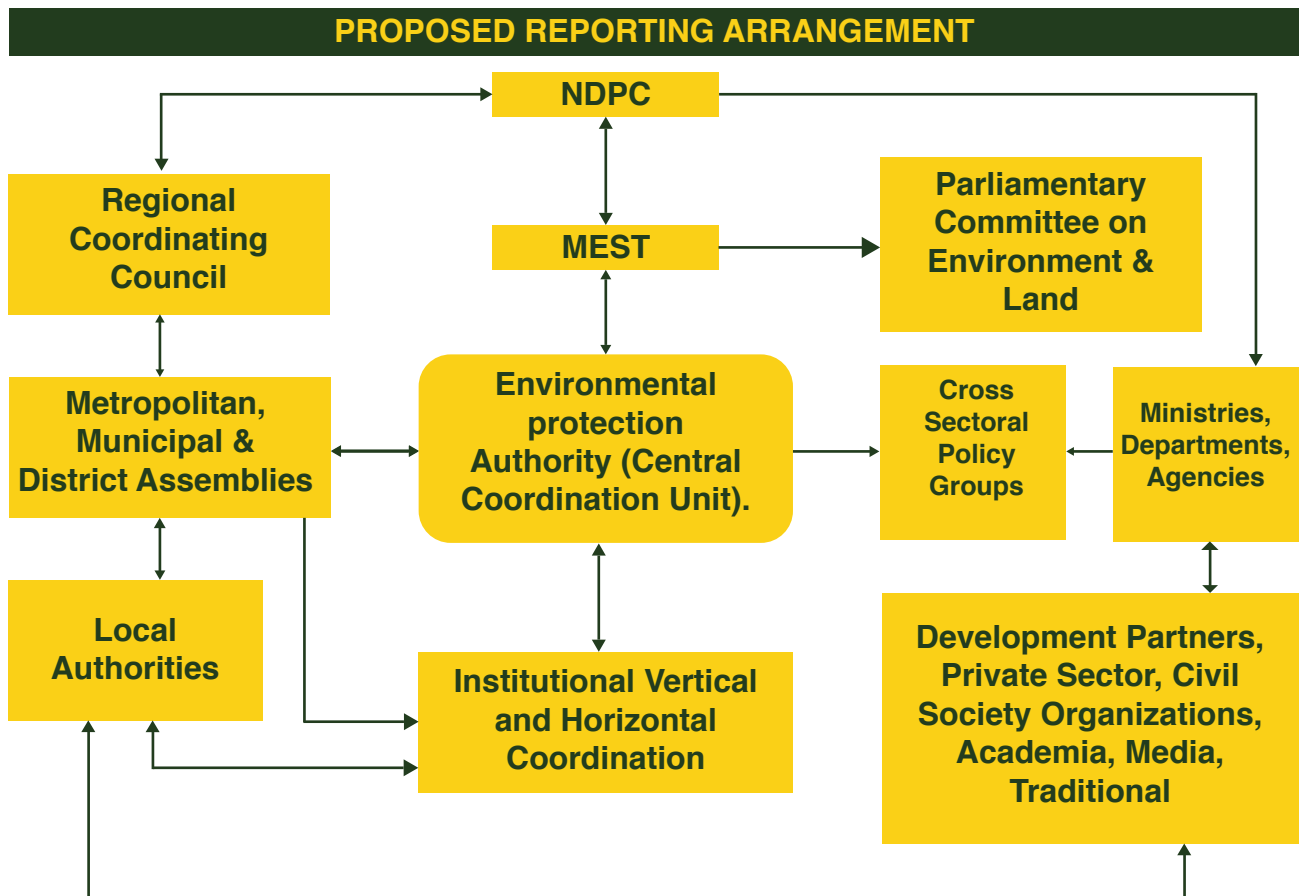 PROPOSED REPORTING ARRANGEMENT
NDPC
Regional
Coordinating
Council
MEST
Parliamentary
Committee on
Environment &
Land
Metropolitan,
Municipal &
District Assemblies
Environmental
protection
Authority (Central
Coordination Unit).
Cross
Sectoral
Policy
Groups
Ministries,
Departments,
Agencies
Local
Authorities
Institutional Vertical
and Horizontal
Coordination
Development Partners,
Private Sector, Civil
Society Organizations,
Academia, Media,
Traditional